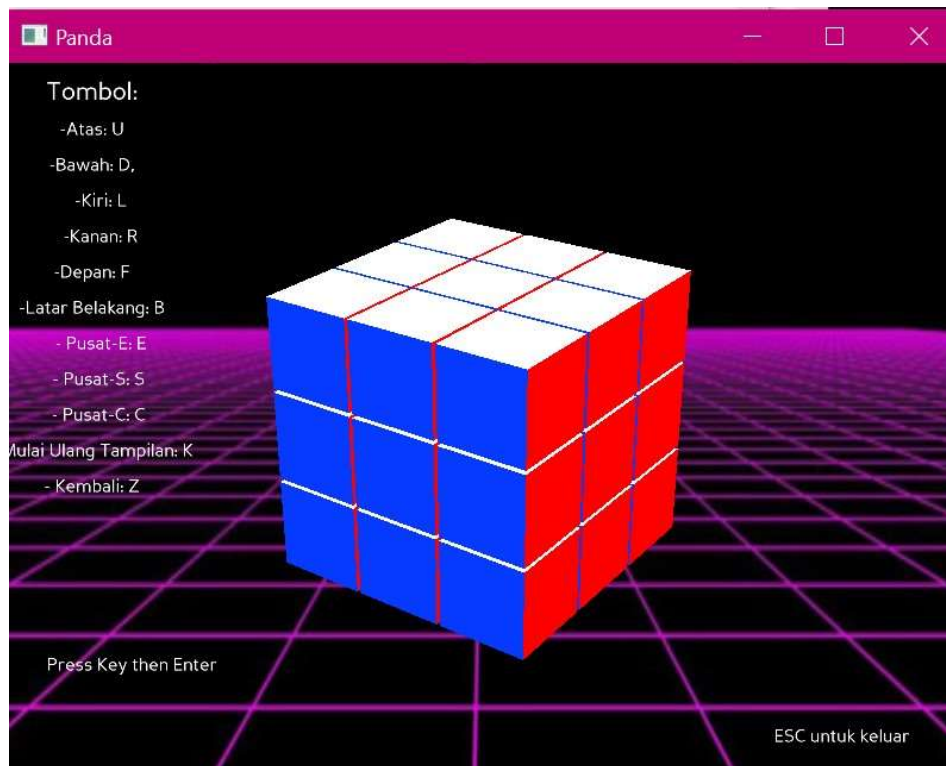 Panda
Tombol:
-Atas: U
-Bawah: D,
-Kiri: L
-Kanan: R
-Depan: F
-Latar Belakang: B
- Pusat-E: E
- Pusat-S: S
- Pusat-C: C
Mulai Ulang Tampilan: K
- Kembali: Z
Press Key then Enter
ESC untuk keluar